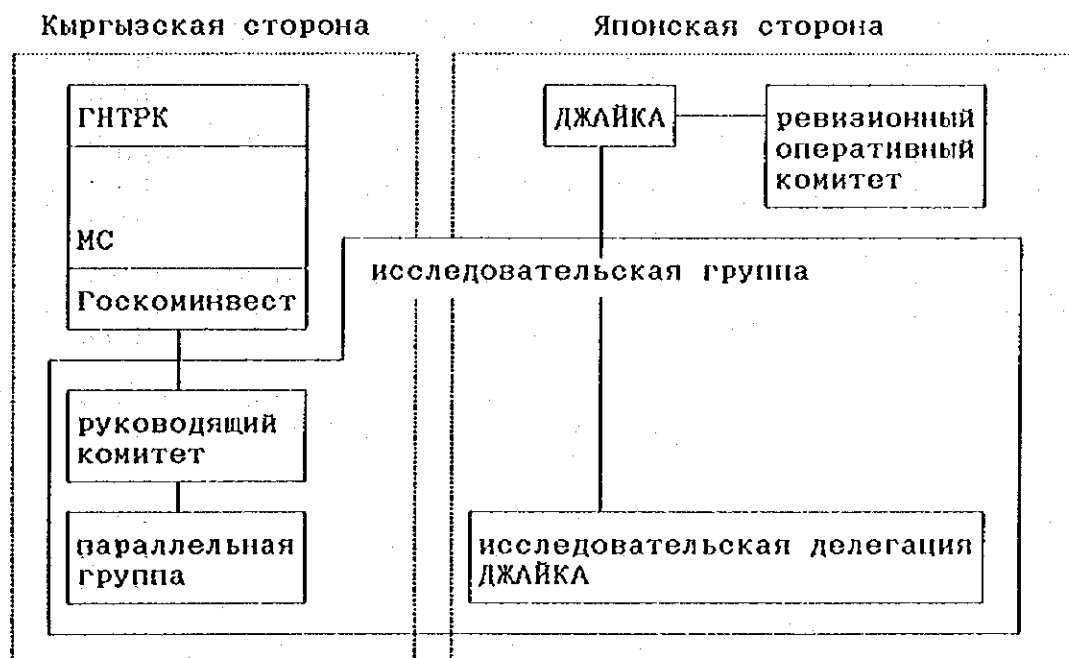 Кыргызская сторона
Японская сторона
ГНТРК
МС
Госкоминвест
ДЖАЙКА
ревизионный
оперативный
комитет
исследовательская группа
руководящий
комитет
параллельная
группа
исследовательская делегация
ДЖАЙКА